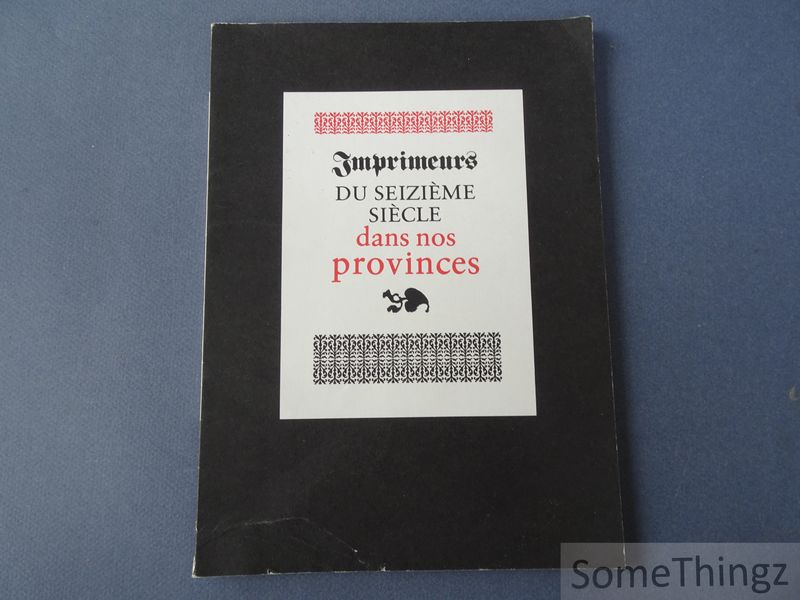 Imprimeurs
DU SEIZIÈME
SIÈCLE
dans nos
provinces
SomeThingz